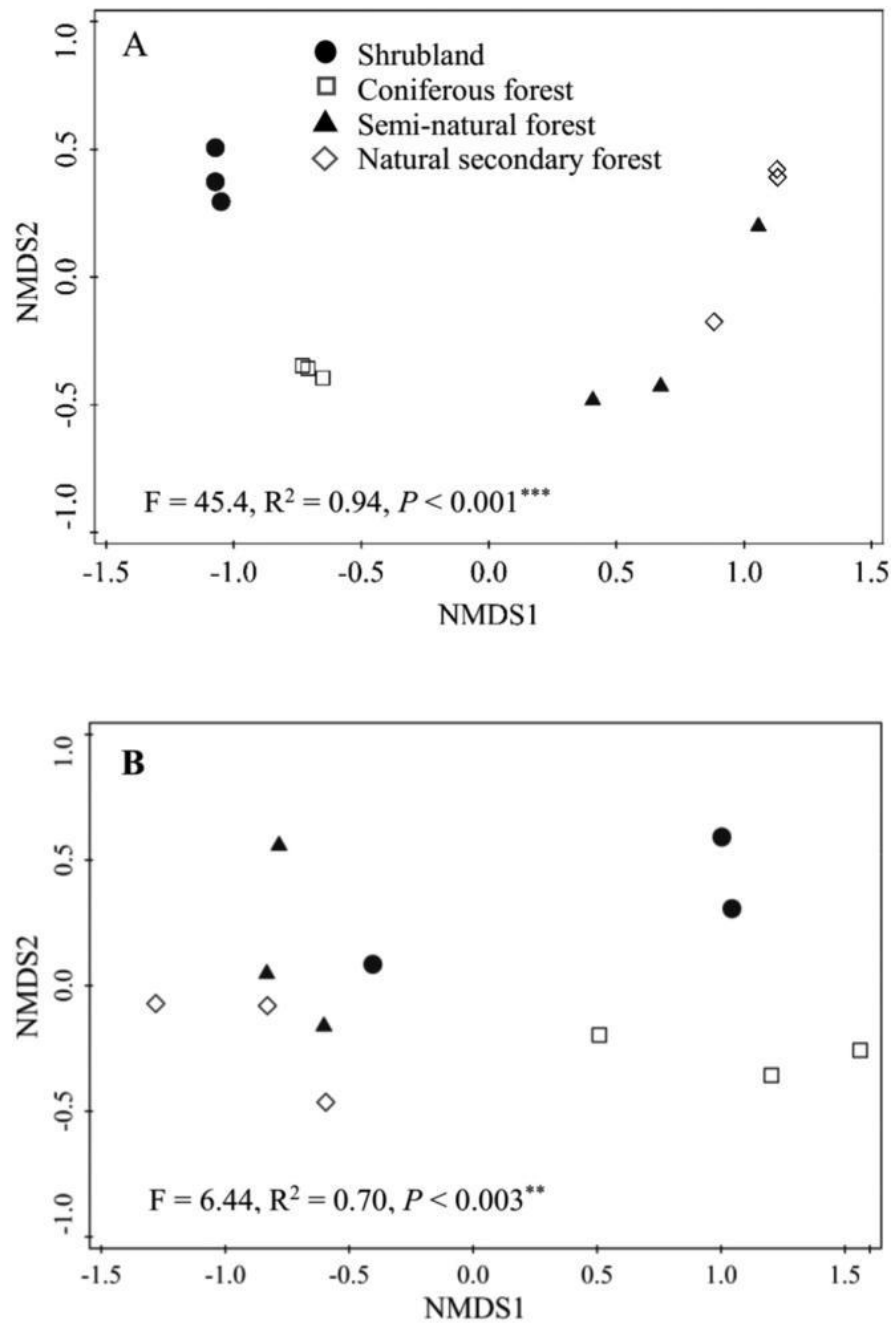 A
Shrubland
Coniferous forest
Semi-natural forest
Natural secondary forest
1.0
0.5
0.0
-0.5
-1.0
NMDS2
F = 45.4, R² = 0.94, P < 0.001***
-1.5 -1.0 -0.5 0.0 0.5 1.0 1.5
NMDS1
B
1.0
0.5
0.0
-0.5
-1.0
NMDS2
F = 6.44, R² = 0.70, P < 0.003**
-1.5 -1.0 -0.5 0.0 0.5 1.0 1.5
NMDS1